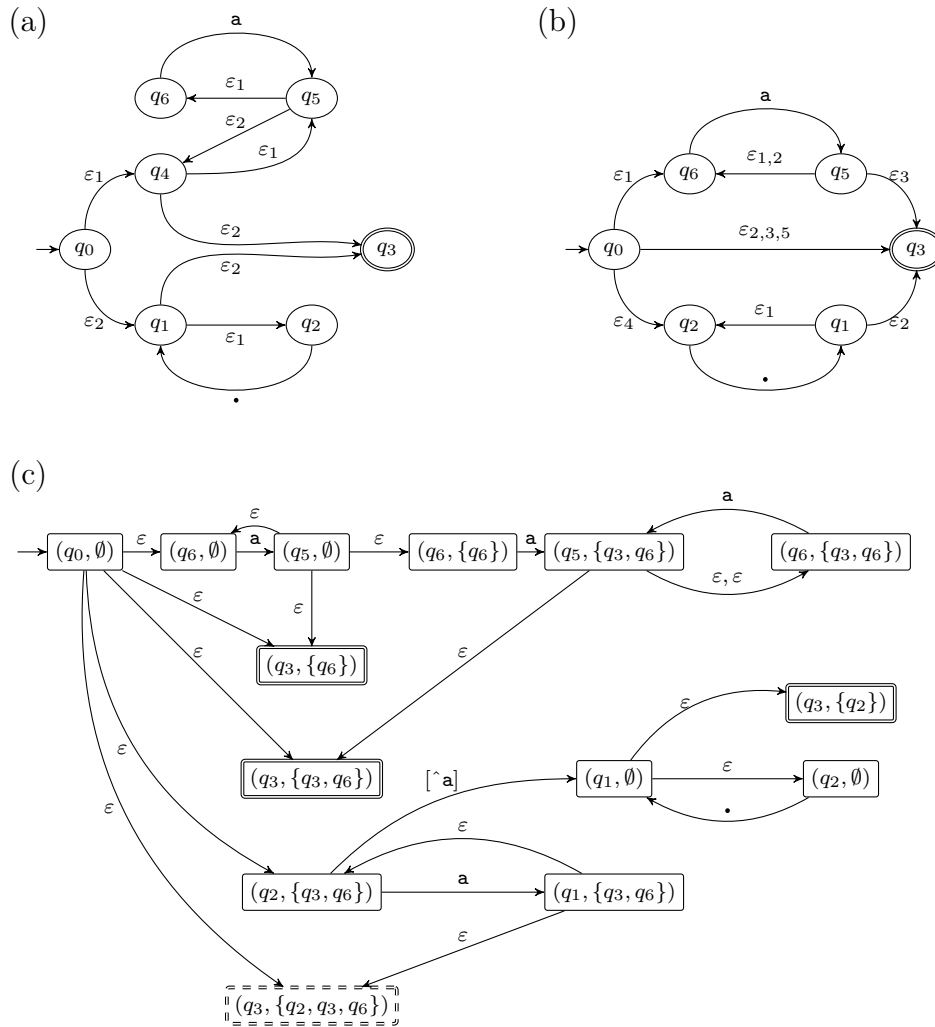 (a) (b)
a
q₆ ε₁ q₅
ε₂
ε₁ q₄ ε₁
q₀ ε₂ q₃
ε₂
ε₂ q₁ ε₁ q₂
.
a
ε₁ q₆ ε₁,₂ q₅ ε₃
q₀ ε₂,₃,₅ q₃
ε₄ q₂ ε₁ q₁ ε₂
.
(c)
ε a
(q₀, ∅) ε (q₆, ∅) a (q₅, ∅) ε (q₆, {q₆}) a (q₅, {q₃, q₆}) (q₆, {q₃, q₆})
ε, ε
ε ε
ε ε
(q₃, {q₆})
ε (q₃, {q₂})
ε
(q₃, {q₃, q₆}) [^a] (q₁, ∅) ε (q₂, ∅)
ε .
ε
(q₂, {q₃, q₆}) a (q₁, {q₃, q₆})
ε
(q₃, {q₂, q₃, q₆})